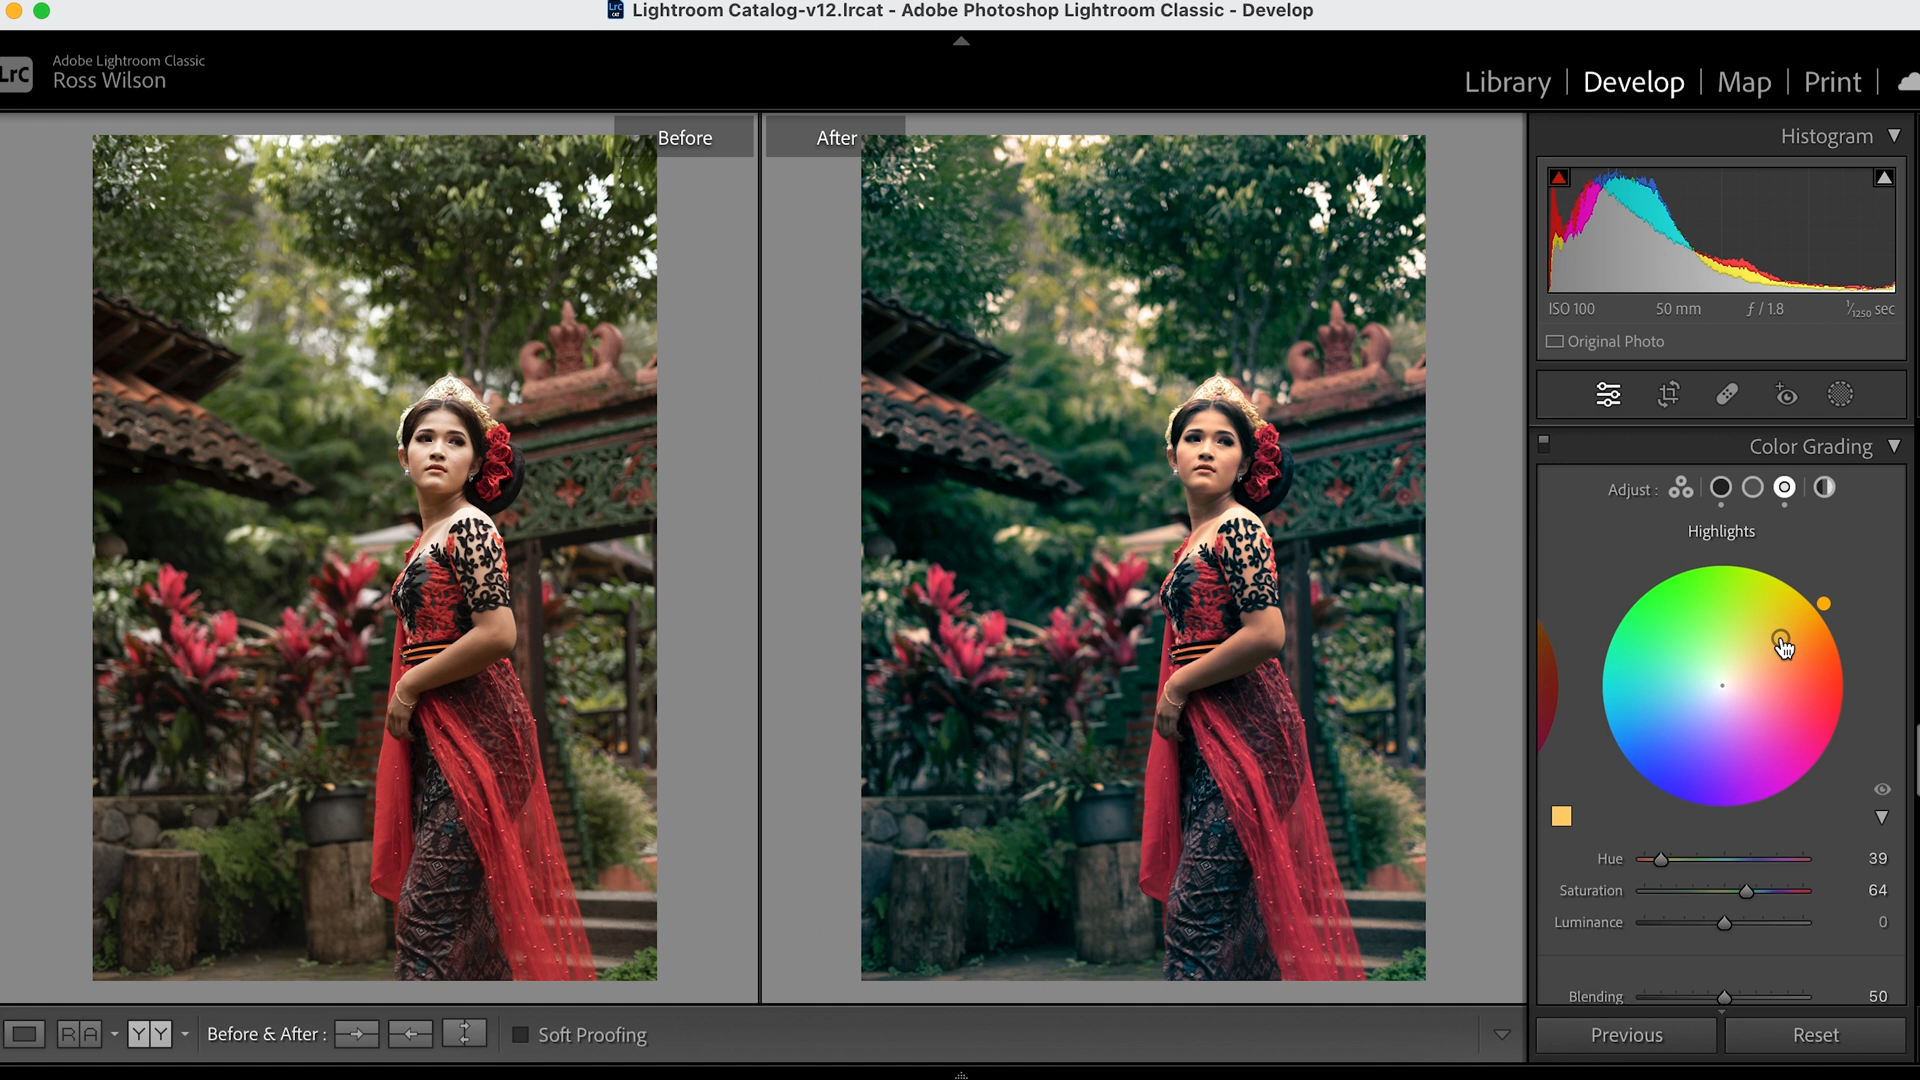 Lightroom Catalog-v12.lrcat - Adobe Photoshop Lightroom Classic - Develop
LrC
Adobe Lightroom Classic
Ross Wilson
Library | Develop | Map | Print |
Before
After
Histogram
ISO 100 50 mm ƒ / 1.8 1/1250 sec
Original Photo
Color Grading
Adjust :
Highlights
Hue 39
Saturation 64
Luminance 0
Blending 50
R A
Y Y
Before & After :
Soft Proofing
Previous
Reset